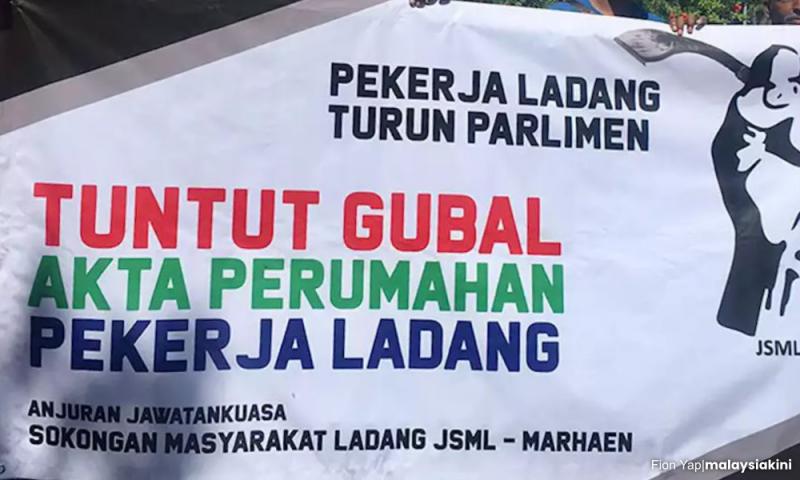 PEKERJA LADANG
TURUN PARLIMEN
TUNTUT GUBAL
AKTA PERUMAHAN
PEKERJA LADANG
JSML
ANJURAN JAWATANKUASA
SOKONGAN MASYARAKAT LADANG JSML – MARHAEN
Fion Yap|malaysiakini